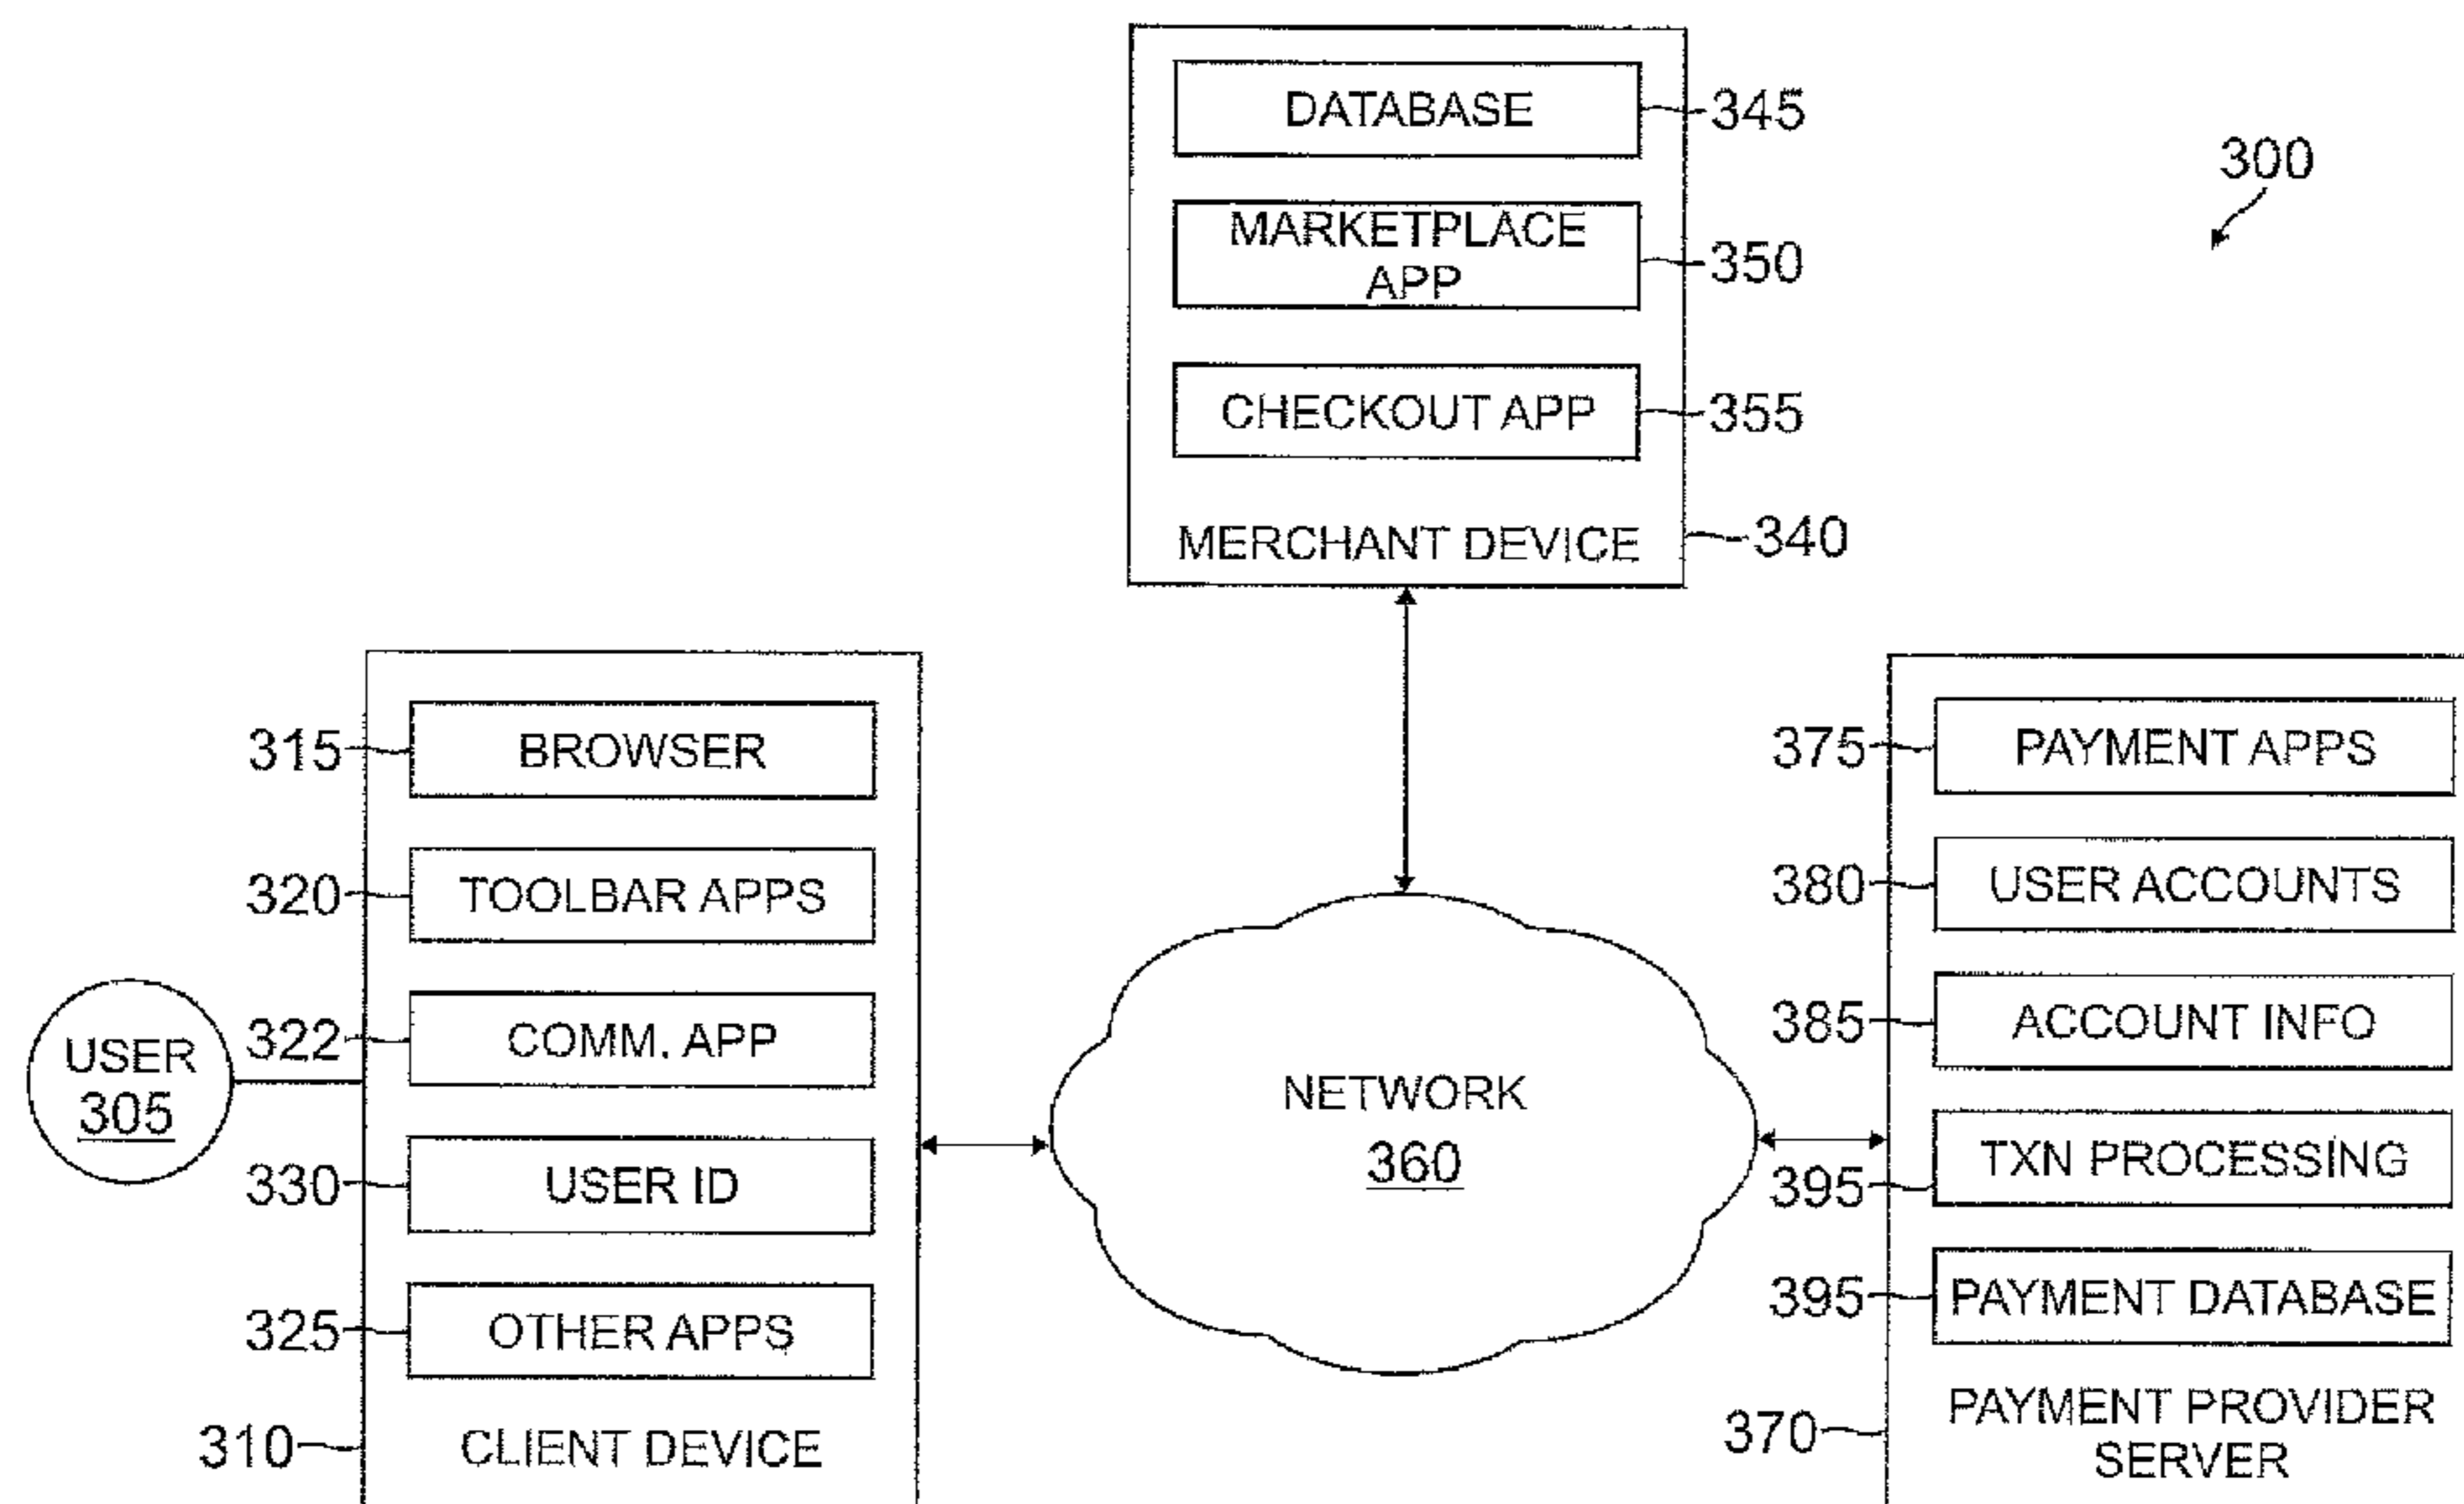 DATABASE
345
300
MARKETPLACE
APP
350
CHECKOUT APP
355
MERCHANT DEVICE
340
315
BROWSER
320
TOOLBAR APPS
322
COMM. APP
330
USER ID
325
OTHER APPS
310
CLIENT DEVICE
USER
305
NETWORK
360
375
PAYMENT APPS
380
USER ACCOUNTS
385
ACCOUNT INFO
395
TXN PROCESSING
395
PAYMENT DATABASE
370
PAYMENT PROVIDER
SERVER